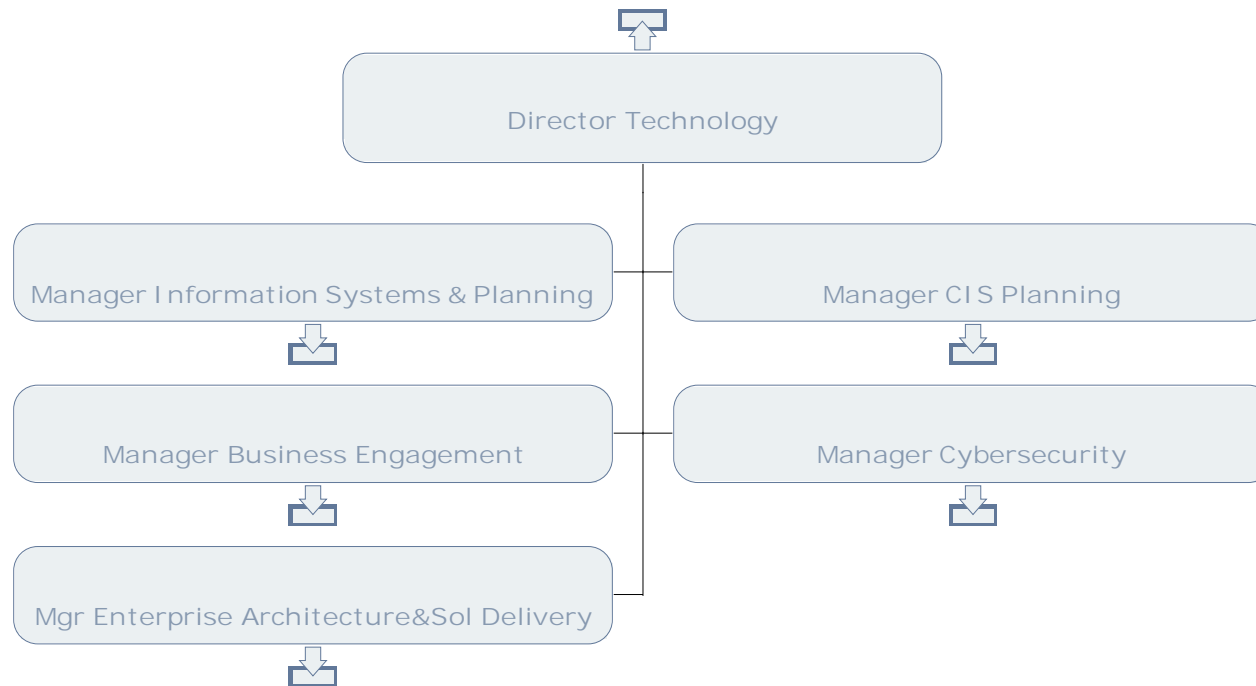 Director Technology
Manager Information Systems & Planning
Manager CIS Planning
Manager Business Engagement
Manager Cybersecurity
Mgr Enterprise Architecture&Sol Delivery